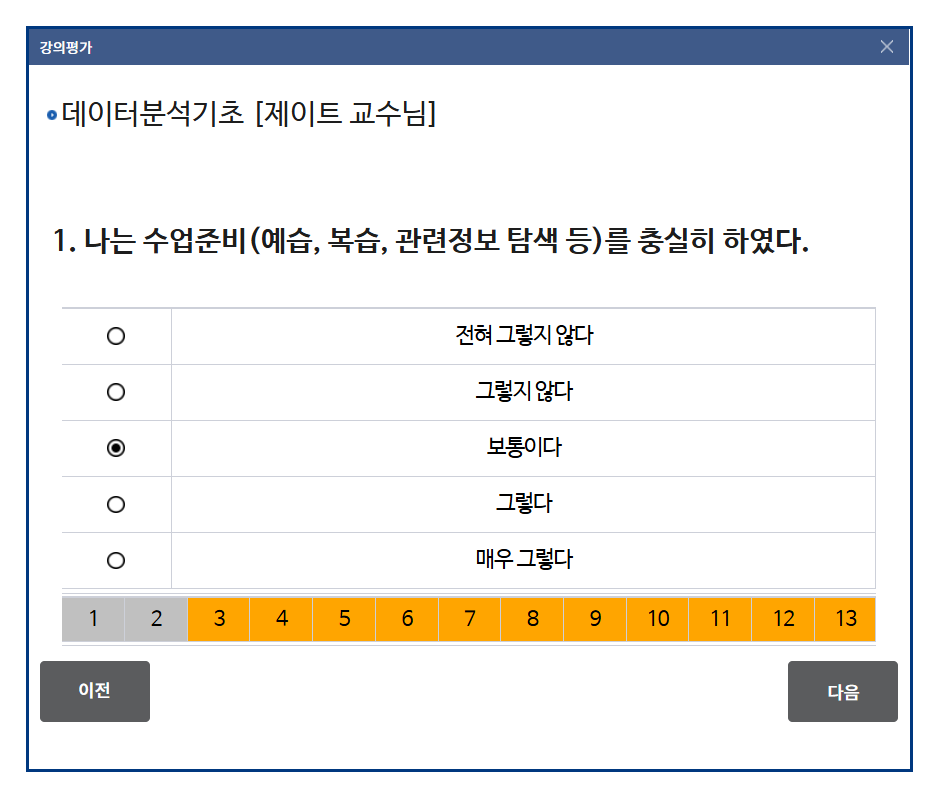 강의평가
데이터분석기초 [제이트 교수님]
1. 나는 수업준비(예습, 복습, 관련정보 탐색 등)를 충실히 하였다.
전혀 그렇지 않다
그렇지 않다
보통이다
그렇다
매우 그렇다
1 2 3 4 5 6 7 8 9 10 11 12 13
이전 다음